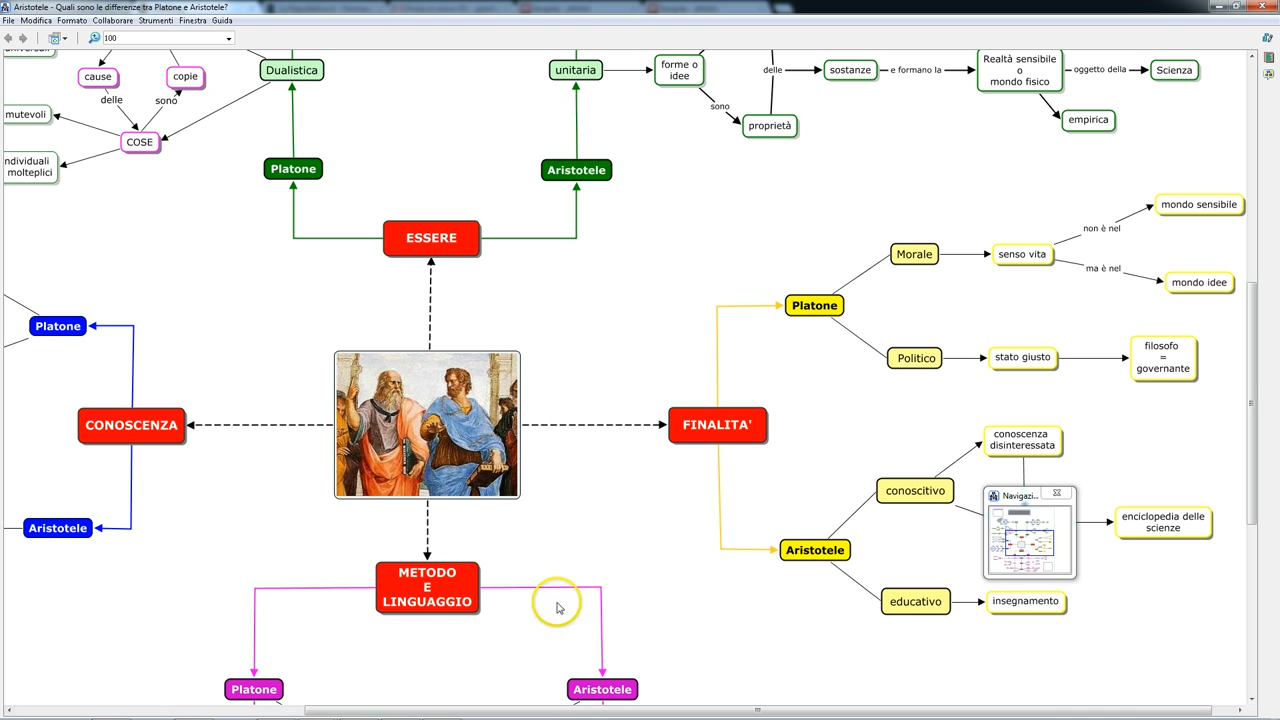 Aristotele - Quali sono le differenze tra Platone e Aristotele?
File Modifica Formato Collaborare Strumenti Finestra Guida
100
cause
copie
delle
sono
mutevoli
COSE
molteplici
Dualistica
Platone
unitaria
Aristotele
forme o
idee
sono
delle
proprietà
sostanze
e formano la
Realtà sensibile
o
mondo fisico
oggetto della
Scienza
empirica
ESSERE
Platone
CONOSCENZA
Aristotele
FINALITA'
Platone
Morale
senso vita
non è nel
mondo sensibile
ma è nel
mondo idee
Politico
stato giusto
filosofo
=
governante
Aristotele
conoscitivo
conoscenza
disinteressata
Navigazi...
enciclopedia delle
scienze
educativo
insegnamento
METODO
E
LINGUAGGIO
Platone
Aristotele